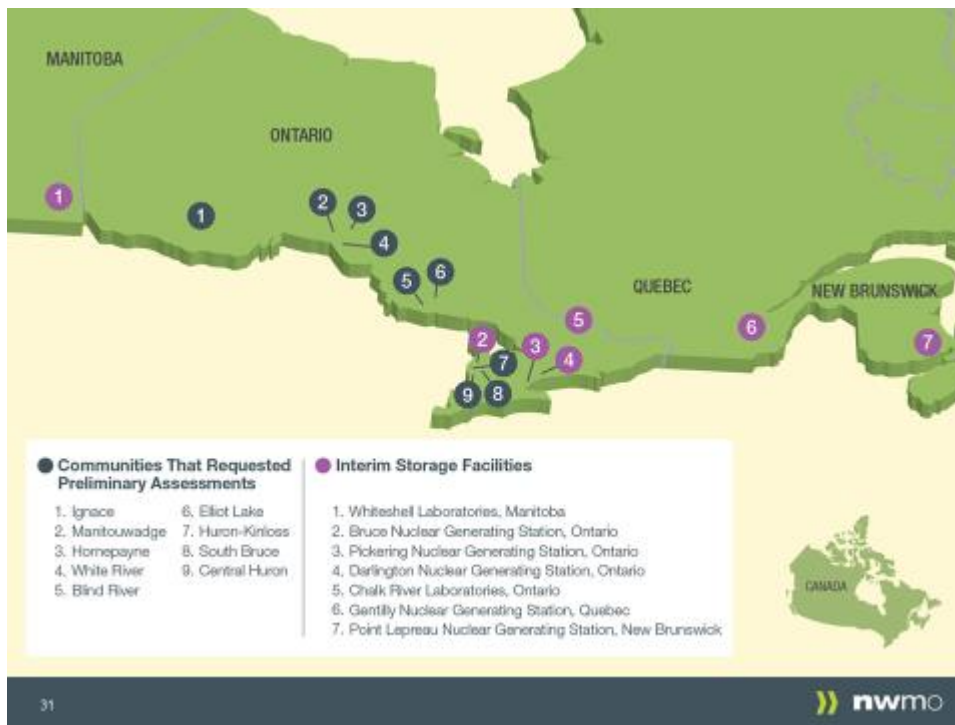 MANITOBA
ONTARIO
1
1
2
3
4
5
6
QUEBEC
NEW BRUNSWICK
5
6
7
2
3
4
7
9
8
Communities That Requested
Preliminary Assessments
1. Ignace
2. Manitouwadge
3. Hornepayne
4. White River
5. Blind River
6. Elliot Lake
7. Huron-Kinloss
8. South Bruce
9. Central Huron
Interim Storage Facilities
1. Whiteshell Laboratories, Manitoba
2. Bruce Nuclear Generating Station, Ontario
3. Pickering Nuclear Generating Station, Ontario
4. Darlington Nuclear Generating Station, Ontario
5. Chalk River Laboratories, Ontario
6. Gentilly Nuclear Generating Station, Quebec
7. Point Lepreau Nuclear Generating Station, New Brunswick
CANADA
31
nwmo